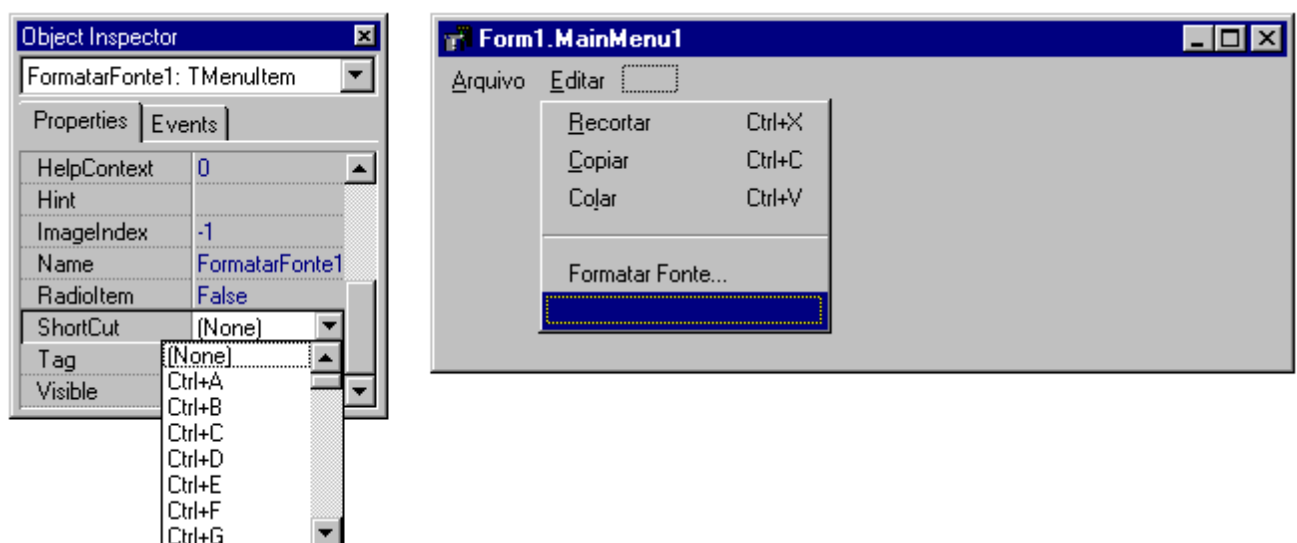 Object Inspector
FormatarFonte1: TMenuItem
Properties Events
HelpContext 0
Hint
ImageIndex -1
Name FormatarFonte1
RadioItem False
ShortCut (None)
Tag
Visible
(None)
Ctrl+A
Ctrl+B
Ctrl+C
Ctrl+D
Ctrl+E
Ctrl+F
Ctrl+G
Form1.MainMenu1
Arquivo Editar
Recortar Ctrl+X
Copiar Ctrl+C
Colar Ctrl+V
Formatar Fonte...